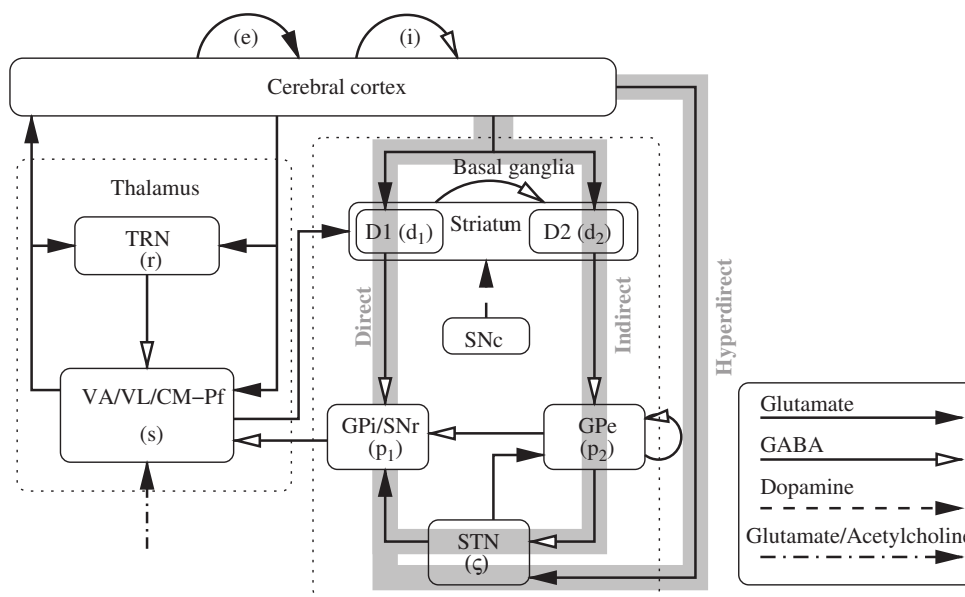 (e)
(i)
Cerebral cortex
Basal ganglia
Thalamus
D1 (d1)
Striatum
D2 (d2)
TRN
(r)
Direct
Indirect
Hyperdirect
SNc
VA/VL/CM–Pf
(s)
GPi/SNr
(p1)
GPe
(p2)
STN
(ς)
Glutamate
GABA
Dopamine
Glutamate/Acetylcholine